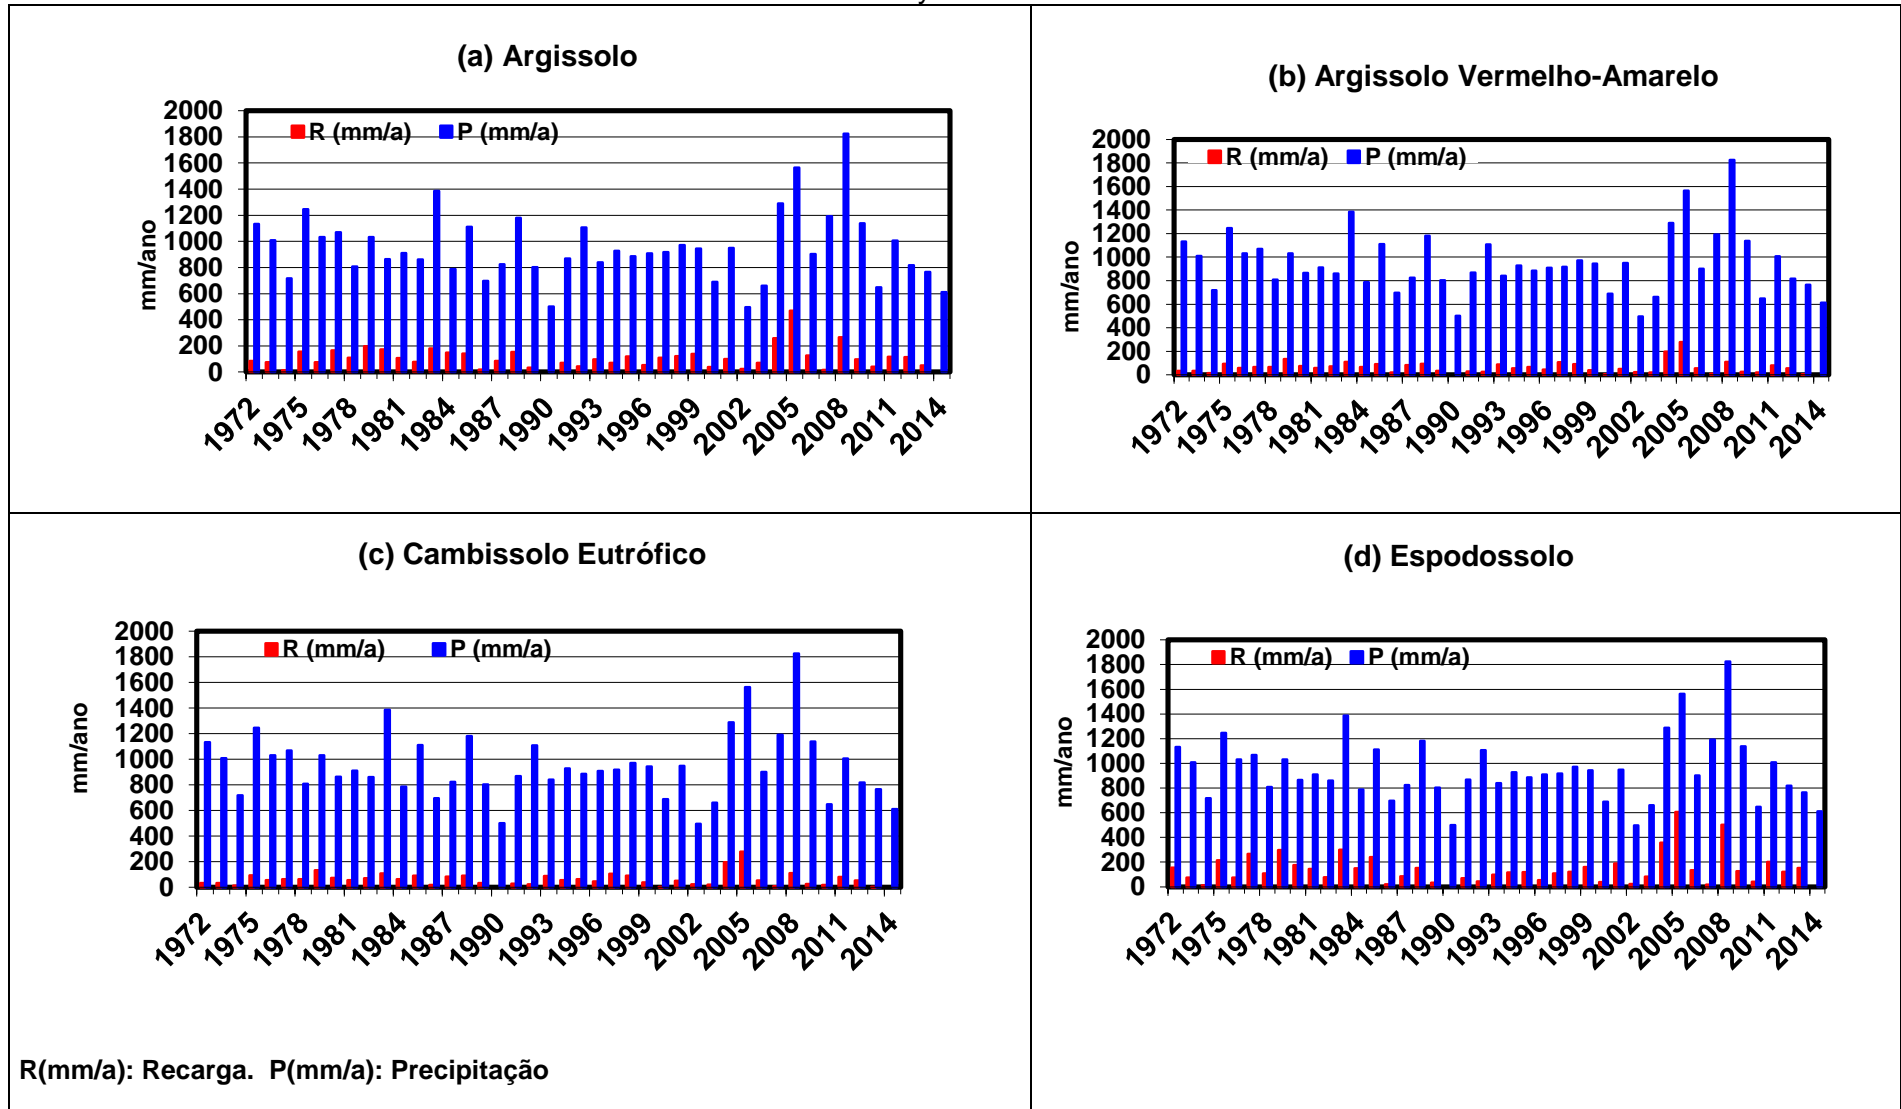 (a) Argissolo
R (mm/a) P (mm/a)
mm/ano
2000
1800
1600
1400
1200
1000
800
600
400
200
0
1972 1975 1978 1981 1984 1987 1990 1993 1996 1999 2002 2005 2008 2011 2014
(b) Argissolo Vermelho-Amarelo
R (mm/a) P (mm/a)
mm/ano
2000
1800
1600
1400
1200
1000
800
600
400
200
0
1972 1975 1978 1981 1984 1987 1990 1993 1996 1999 2002 2005 2008 2011 2014
(c) Cambissolo Eutrófico
R (mm/a) P (mm/a)
mm/ano
2000
1800
1600
1400
1200
1000
800
600
400
200
0
1972 1975 1978 1981 1984 1987 1990 1993 1996 1999 2002 2005 2008 2011 2014
R(mm/a): Recarga. P(mm/a): Precipitação
(d) Espodossolo
R (mm/a) P (mm/a)
mm/ano
2000
1800
1600
1400
1200
1000
800
600
400
200
0
1972 1975 1978 1981 1984 1987 1990 1993 1996 1999 2002 2005 2008 2011 2014